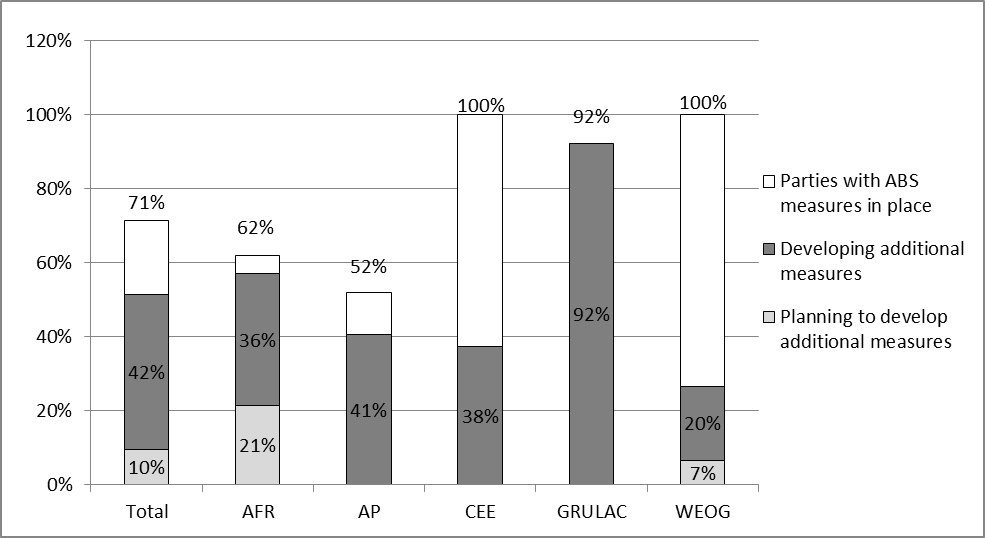 120%
100%
80%
60%
40%
20%
0%
71%
42%
10%
62%
36%
21%
52%
41%
100%
38%
92%
92%
100%
20%
7%
Total
AFR
AP
CEE
GRULAC
WEOG
Parties with ABS
measures in place
Developing additional
measures
Planning to develop
additional measures